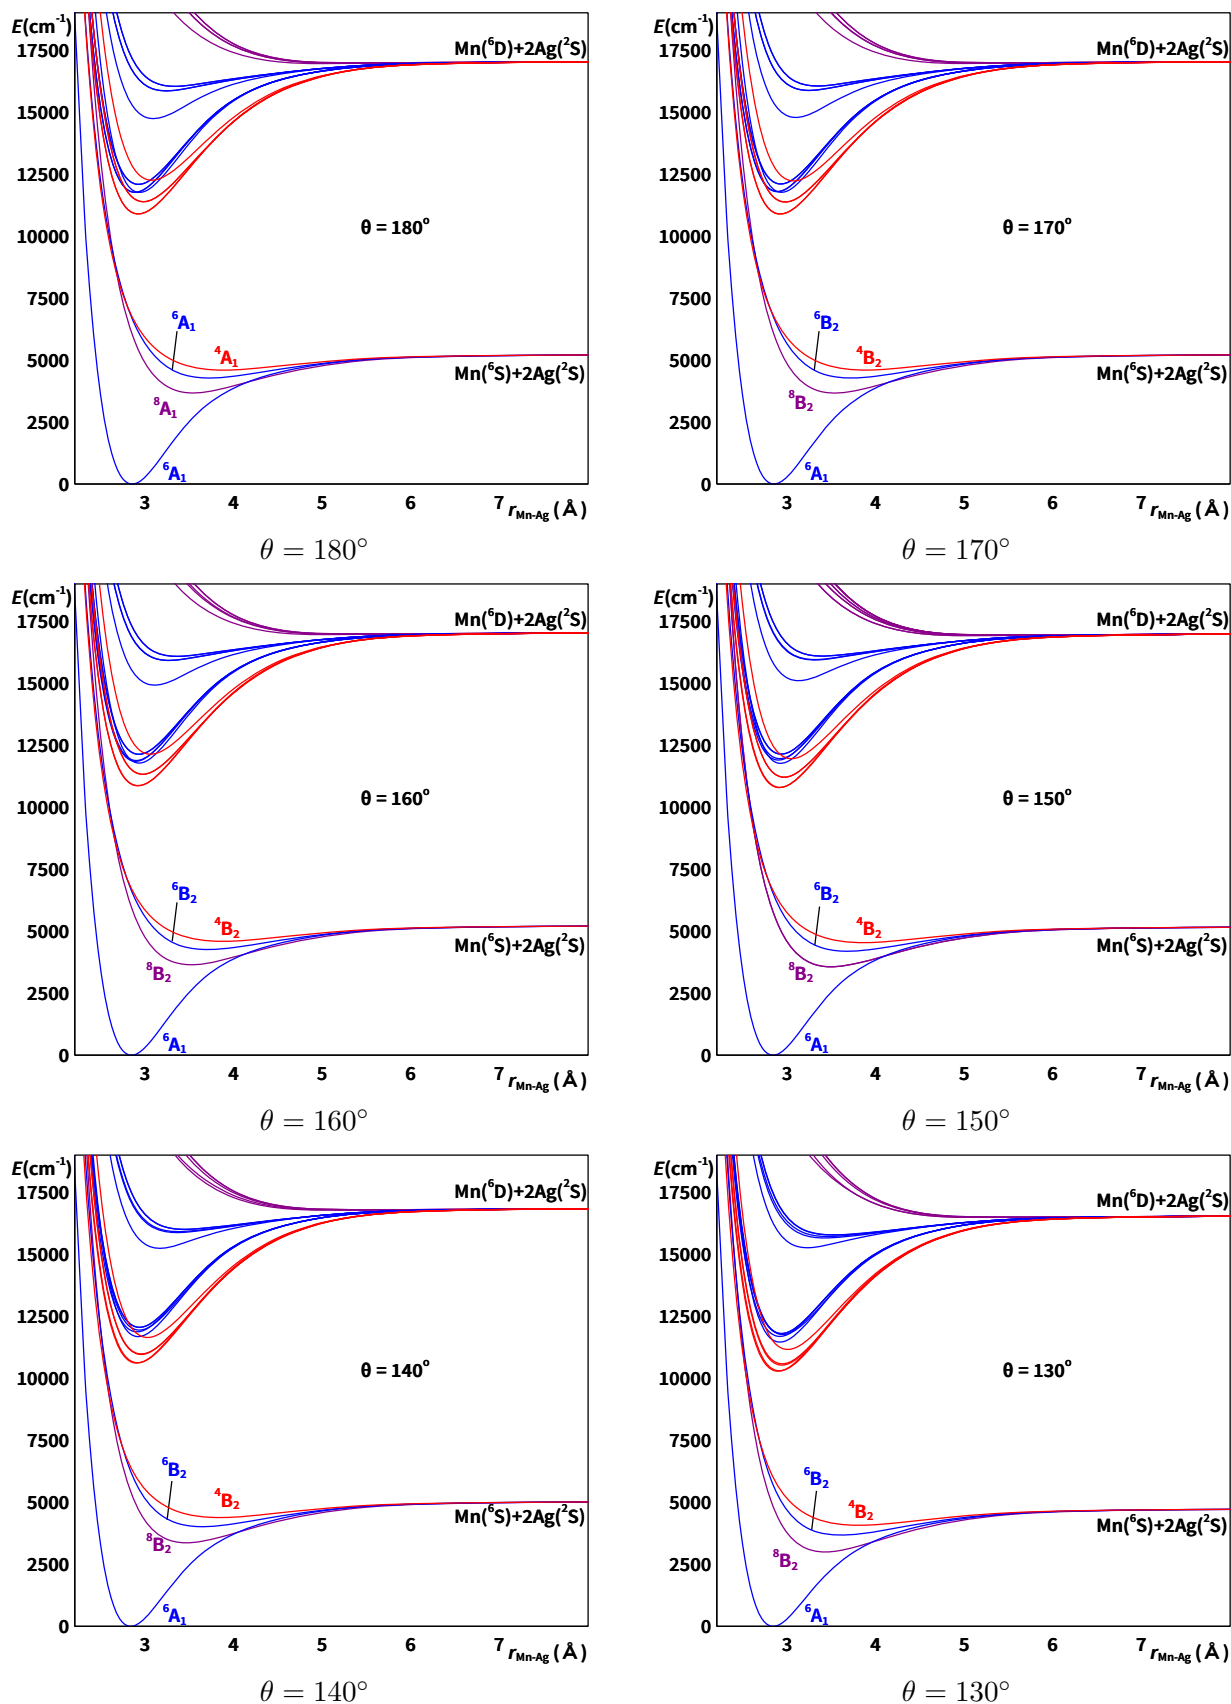 E(cm⁻¹)
17500
15000
12500
10000
7500
5000
2500
0
3 4 5 6 7 r_Mn-Ag (Å)
Mn(⁶D)+2Ag(²S)
θ = 180°
⁶A₁
⁴A₁
Mn(⁶S)+2Ag(²S)
⁸A₁
⁶A₁
θ = 180°
E(cm⁻¹)
17500
15000
12500
10000
7500
5000
2500
0
3 4 5 6 7 r_Mn-Ag (Å)
Mn(⁶D)+2Ag(²S)
θ = 170°
⁶B₂
⁴B₂
Mn(⁶S)+2Ag(²S)
⁸B₂
⁶A₁
θ = 170°
E(cm⁻¹)
17500
15000
12500
10000
7500
5000
2500
0
3 4 5 6 7 r_Mn-Ag (Å)
Mn(⁶D)+2Ag(²S)
θ = 160°
⁶B₂
⁴B₂
Mn(⁶S)+2Ag(²S)
⁸B₂
⁶A₁
θ = 160°
E(cm⁻¹)
17500
15000
12500
10000
7500
5000
2500
0
3 4 5 6 7 r_Mn-Ag (Å)
Mn(⁶D)+2Ag(²S)
θ = 150°
⁶B₂
⁴B₂
Mn(⁶S)+2Ag(²S)
⁸B₂
⁶A₁
θ = 150°
E(cm⁻¹)
17500
15000
12500
10000
7500
5000
2500
0
3 4 5 6 7 r_Mn-Ag (Å)
Mn(⁶D)+2Ag(²S)
θ = 140°
⁶B₂
⁴B₂
Mn(⁶S)+2Ag(²S)
⁸B₂
⁶A₁
θ = 140°
E(cm⁻¹)
17500
15000
12500
10000
7500
5000
2500
0
3 4 5 6 7 r_Mn-Ag (Å)
Mn(⁶D)+2Ag(²S)
θ = 130°
⁶B₂
⁴B₂
Mn(⁶S)+2Ag(²S)
⁸B₂
⁶A₁
θ = 130°